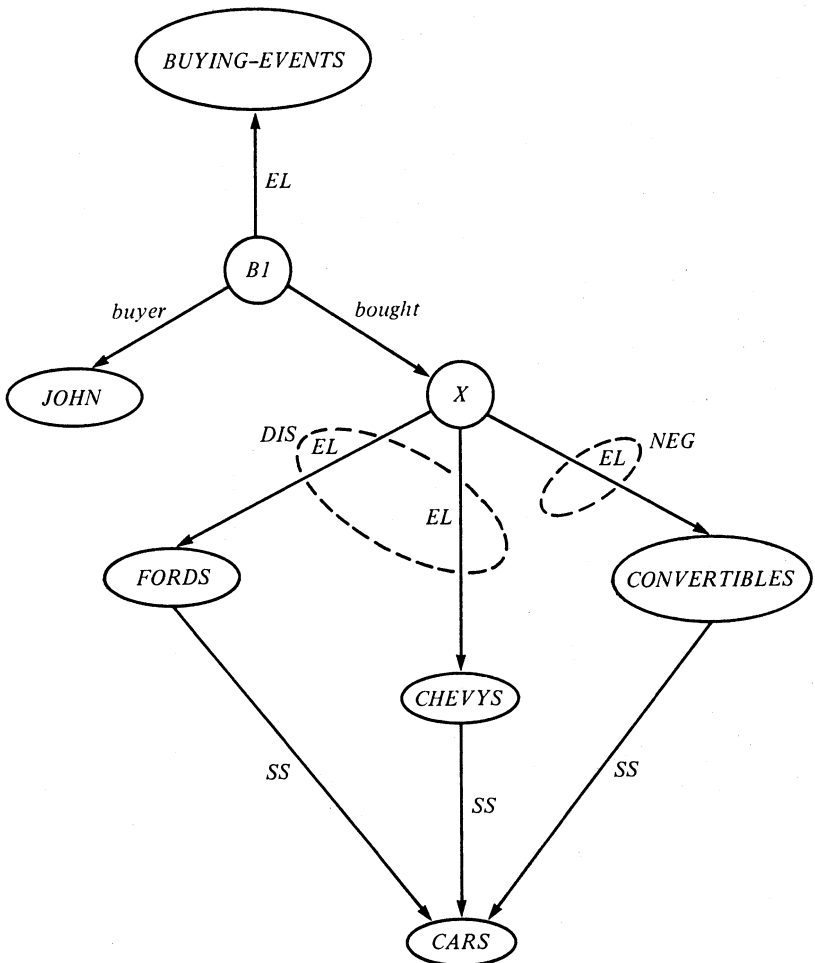 BUYING-EVENTS
EL
B1
buyer
bought
JOHN
X
DIS
EL
EL
NEG
EL
FORDS
CONVERTIBLES
CHEVYS
SS
SS
SS
CARS